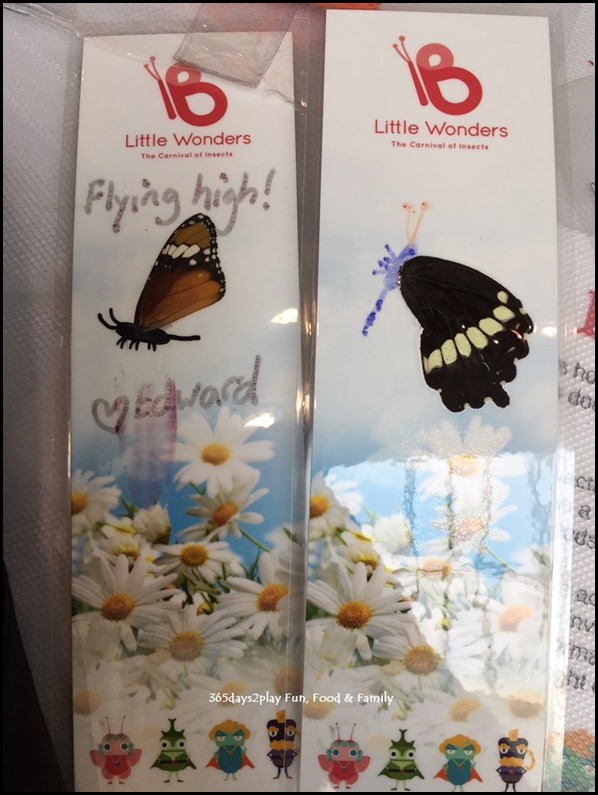 Little Wonders
The Carnival of Insects
Flying high!
♡ Edward
Little Wonders
The Carnival of Insects
365days2play Fun, Food & Family